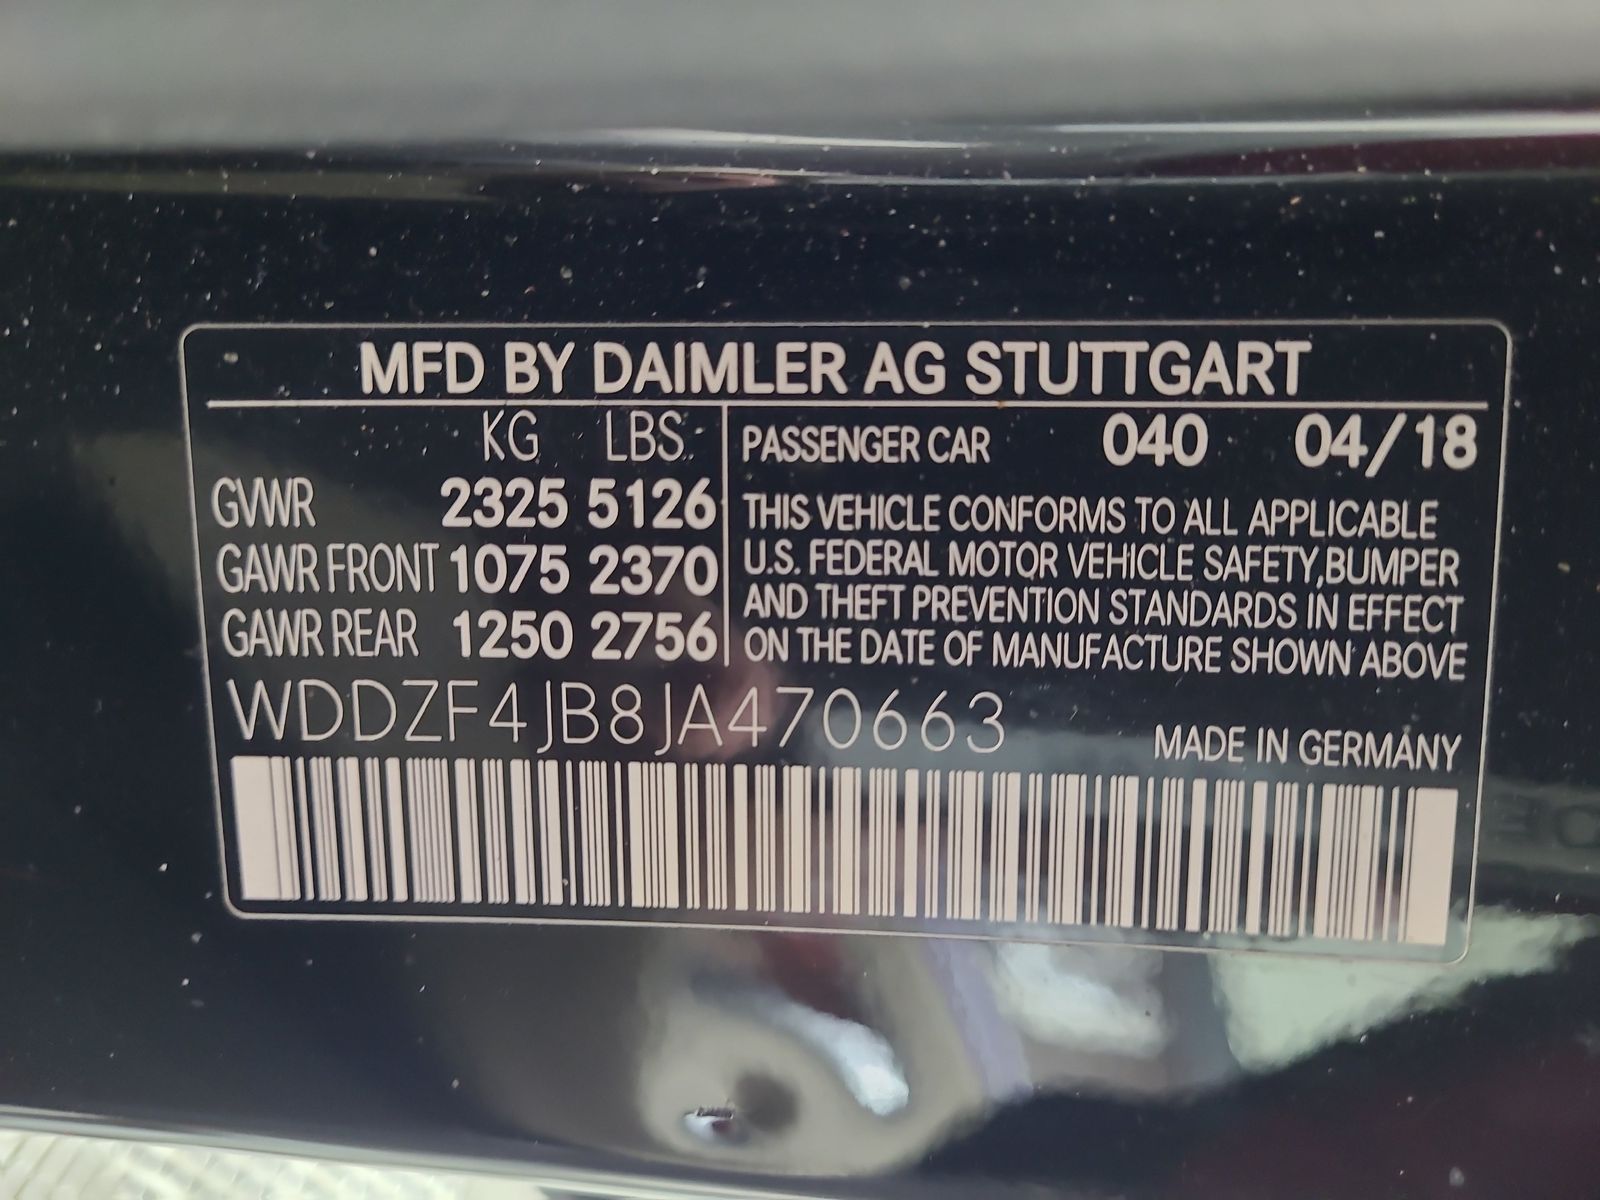 MFD BY DAIMLER AG STUTTGART
KG LBS.
GVWR 2325 5126
GAWR FRONT 1075 2370
GAWR REAR 1250 2756
PASSENGER CAR 040 04/18
THIS VEHICLE CONFORMS TO ALL APPLICABLE
U.S. FEDERAL MOTOR VEHICLE SAFETY,BUMPER
AND THEFT PREVENTION STANDARDS IN EFFECT
ON THE DATE OF MANUFACTURE SHOWN ABOVE
WDDZF4JB8JA470663
MADE IN GERMANY